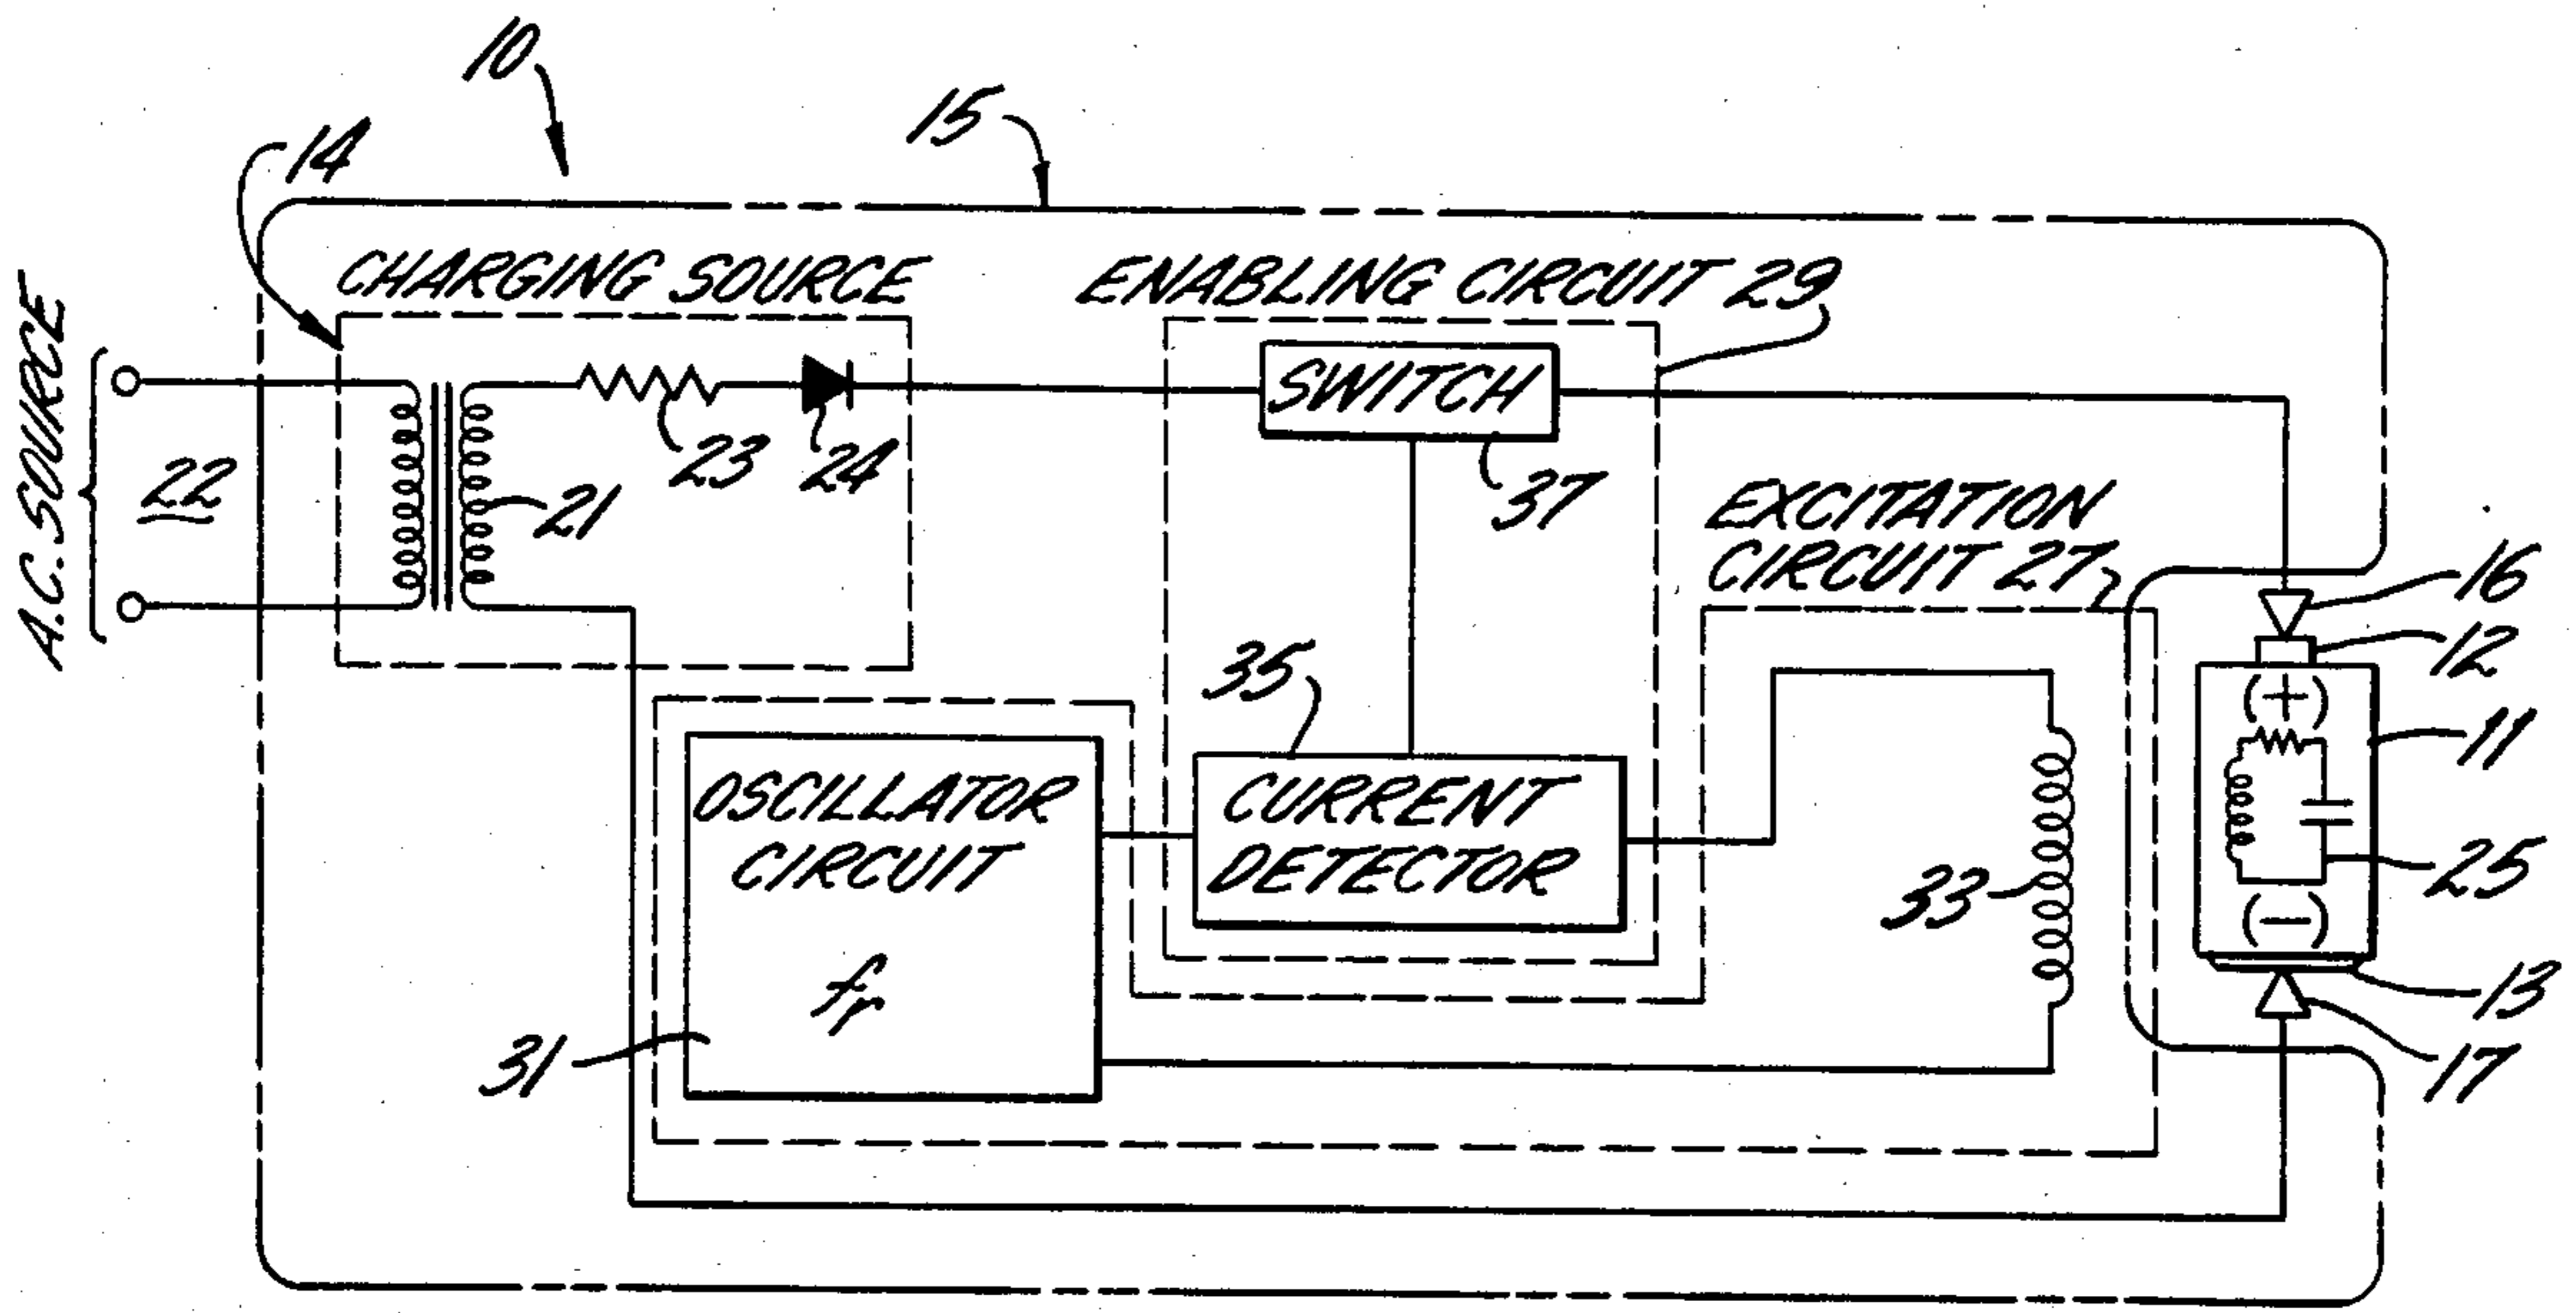 10
15
14
CHARGING SOURCE
ENABLING CIRCUIT 29
A.C. SOURCE
22
23
24
21
SWITCH
37
EXCITATION
CIRCUIT 27
16
12
(+)
11
35
OSCILLATOR
CIRCUIT
fr
CURRENT
DETECTOR
33
25
(-)
13
31
17